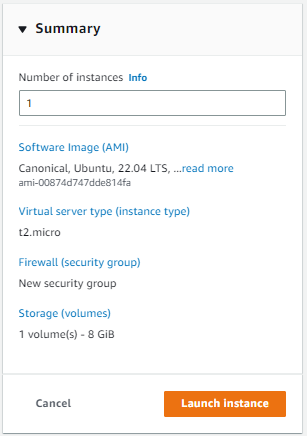 Summary
Number of instances Info
1
Software Image (AMI)
Canonical, Ubuntu, 22.04 LTS, ...read more
ami-00874d747dde814fa
Virtual server type (instance type)
t2.micro
Firewall (security group)
New security group
Storage (volumes)
1 volume(s) - 8 GiB
Cancel
Launch instance